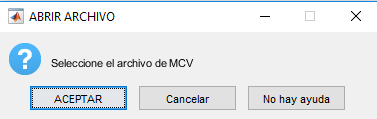 ABRIR ARCHIVO
Seleccione el archivo de MCV
ACEPTAR
Cancelar
No hay ayuda